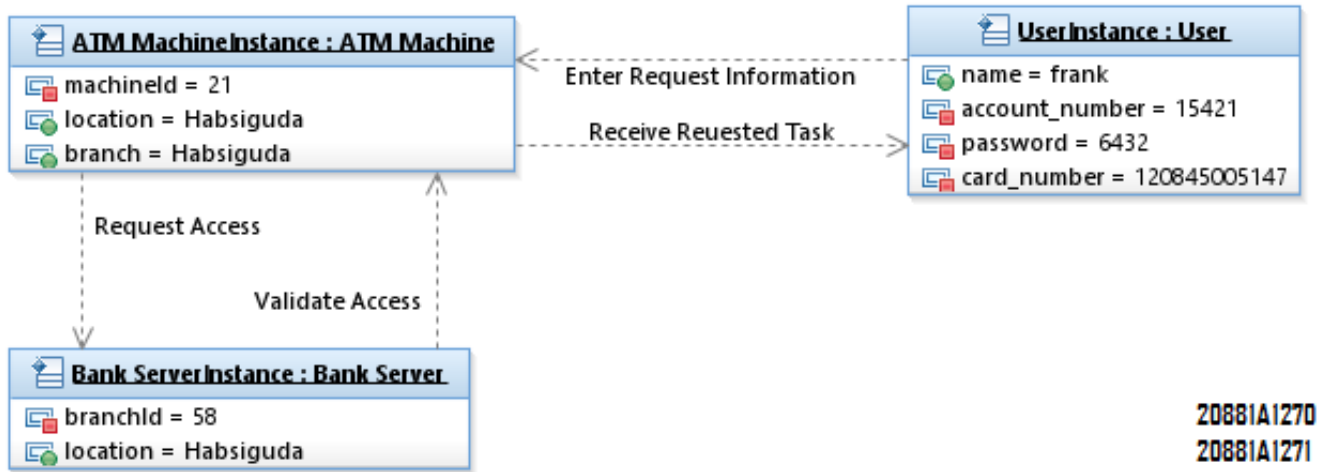 ATM MachineInstance : ATM Machine
machineId = 21
location = Habsiguda
branch = Habsiguda
Enter Request Information
Receive Reuested Task
UserInstance : User
name = frank
account_number = 15421
password = 6432
card_number = 120845005147
Request Access
Validate Access
Bank ServerInstance : Bank Server
branchId = 58
location = Habsiguda
20881A1270
20881A1271